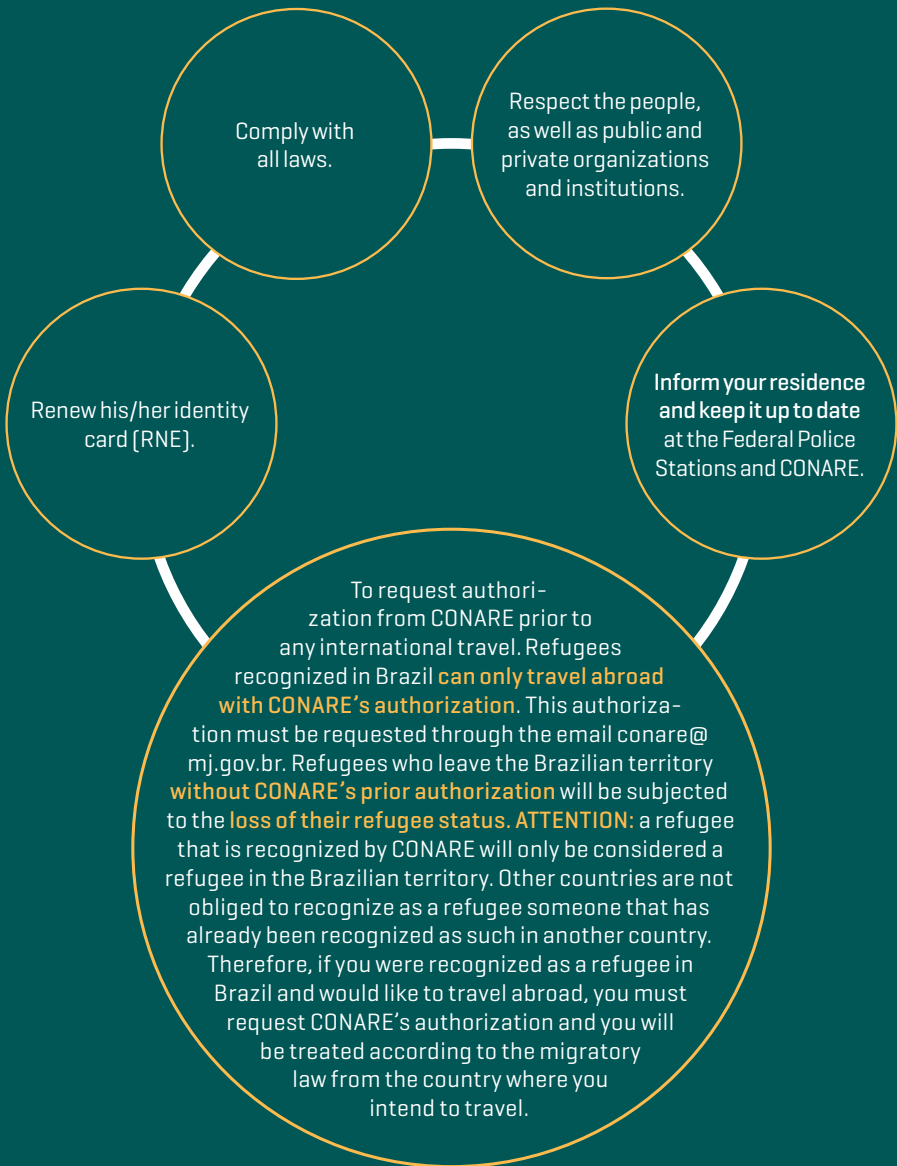 Comply with
all laws.
Respect the people,
as well as public and
private organizations
and institutions.
Renew his/her identity
card (RNE).
Inform your residence
and keep it up to date
at the Federal Police
Stations and CONARE.
To request authori-
zation from CONARE prior to
any international travel. Refugees
recognized in Brazil can only travel abroad
with CONARE's authorization. This authoriza-
tion must be requested through the email conare@
mj.gov.br. Refugees who leave the Brazilian territory
without CONARE's prior authorization will be subjected
to the loss of their refugee status. ATTENTION: a refugee
that is recognized by CONARE will only be considered a
refugee in the Brazilian territory. Other countries are not
obliged to recognize as a refugee someone that has
already been recognized as such in another country.
Therefore, if you were recognized as a refugee in
Brazil and would like to travel abroad, you must
request CONARE's authorization and you will
be treated according to the migratory
law from the country where you
intend to travel.